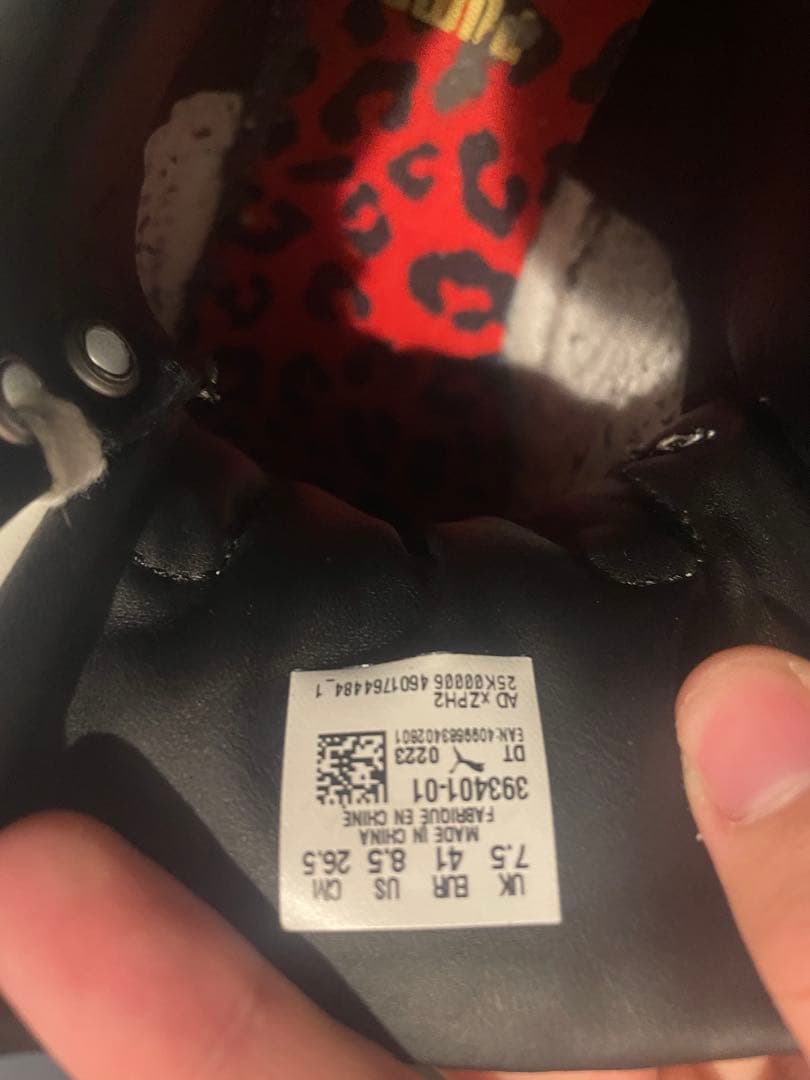 UK EUR US CM
7.5 41 8.5 26.5
MADE IN CHINA
FABRIQUE EN CHINE
393401-01
DT 0223
EAN:4099683402801
AD xZPH2
25K00006 4601764484_1